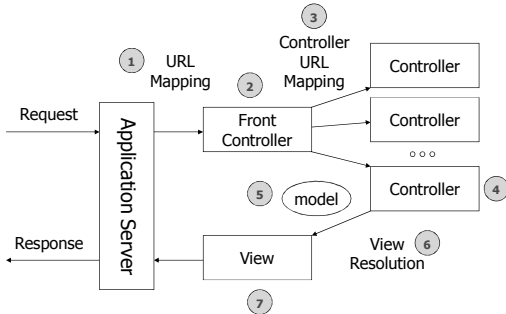 1
URL
Mapping
2
3
Controller
URL
Mapping
Controller
Request
Application Server
Front
Controller
Controller
5
model
Controller
4
Response
View
View
Resolution
6
7